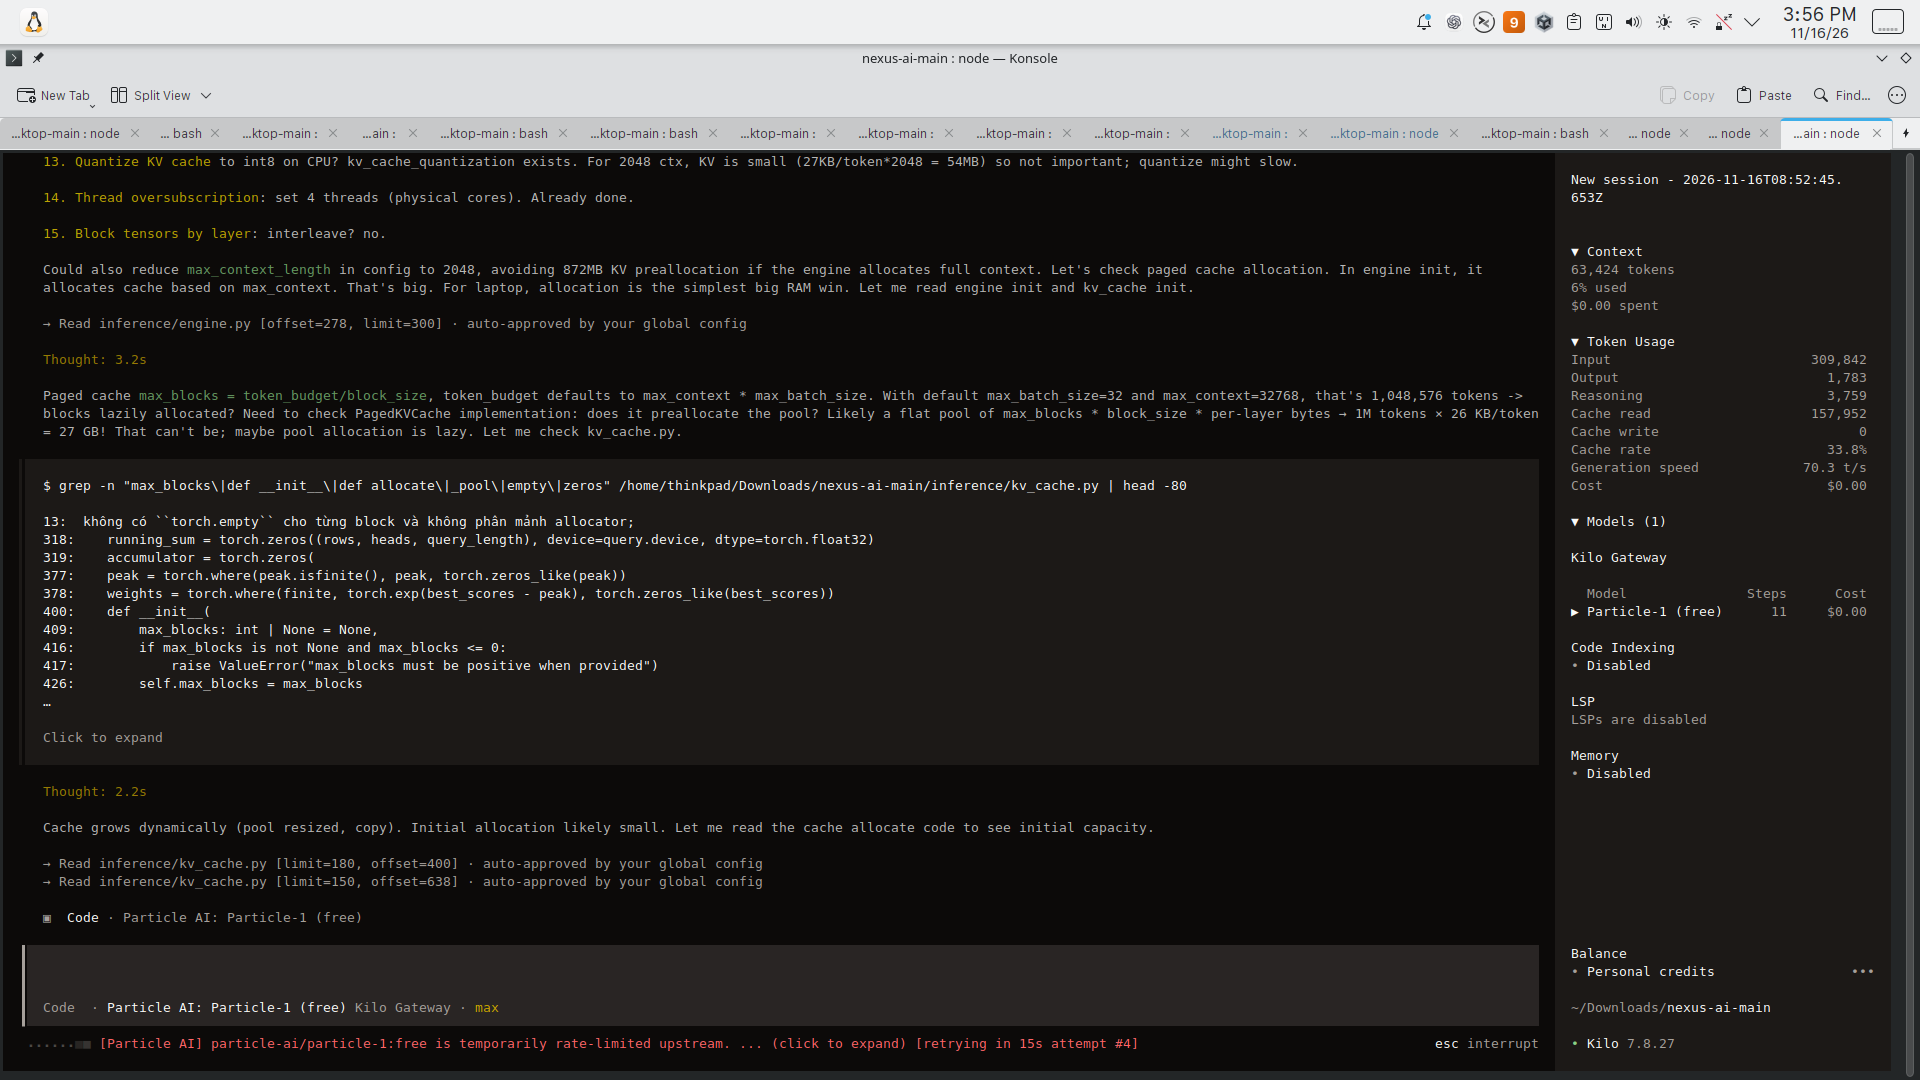 9
3:56 PM
11/16/26
nexus-ai-main : node — Konsole
New Tab
Split View
Copy
Paste
Find...
...ktop-main : node
... bash
...ktop-main :
...ain :
...ktop-main : bash
...ktop-main : bash
...ktop-main :
...ktop-main :
...ktop-main :
...ktop-main :
...ktop-main :
...ktop-main : node
...ktop-main : bash
... node
... node
...ain : node
13. Quantize KV cache to int8 on CPU? kv_cache_quantization exists. For 2048 ctx, KV is small (27KB/token*2048 = 54MB) so not important; quantize might slow.
14. Thread oversubscription: set 4 threads (physical cores). Already done.
15. Block tensors by layer: interleave? no.
Could also reduce max_context_length in config to 2048, avoiding 872MB KV preallocation if the engine allocates full context. Let's check paged cache allocation. In engine init, it
allocates cache based on max_context. That's big. For laptop, allocation is the simplest big RAM win. Let me read engine init and kv_cache init.
→ Read inference/engine.py [offset=278, limit=300] · auto-approved by your global config
Thought: 3.2s
Paged cache max_blocks = token_budget/block_size, token_budget defaults to max_context * max_batch_size. With default max_batch_size=32 and max_context=32768, that's 1,048,576 tokens ->
blocks lazily allocated? Need to check PagedKVCache implementation: does it preallocate the pool? Likely a flat pool of max_blocks * block_size * per-layer bytes → 1M tokens × 26 KB/token
= 27 GB! That can't be; maybe pool allocation is lazy. Let me check kv_cache.py.
$ grep -n "max_blocks\|def __init__\|def allocate\|_pool\|empty\|zeros" /home/thinkpad/Downloads/nexus-ai-main/inference/kv_cache.py | head -80
13:  không có ``torch.empty`` cho từng block và không phân mảnh allocator;
318:    running_sum = torch.zeros((rows, heads, query_length), device=query.device, dtype=torch.float32)
319:    accumulator = torch.zeros(
377:    peak = torch.where(peak.isfinite(), peak, torch.zeros_like(peak))
378:    weights = torch.where(finite, torch.exp(best_scores - peak), torch.zeros_like(best_scores))
400:    def __init__(
409:        max_blocks: int | None = None,
416:        if max_blocks is not None and max_blocks <= 0:
417:            raise ValueError("max_blocks must be positive when provided")
426:        self.max_blocks = max_blocks
…
Click to expand
Thought: 2.2s
Cache grows dynamically (pool resized, copy). Initial allocation likely small. Let me read the cache allocate code to see initial capacity.
→ Read inference/kv_cache.py [limit=180, offset=400] · auto-approved by your global config
→ Read inference/kv_cache.py [limit=150, offset=638] · auto-approved by your global config
▣  Code · Particle AI: Particle-1 (free)
Code  · Particle AI: Particle-1 (free) Kilo Gateway · max
[Particle AI] particle-ai/particle-1:free is temporarily rate-limited upstream. ... (click to expand) [retrying in 15s attempt #4]
esc interrupt
New session - 2026-11-16T08:52:45.
653Z
▼ Context
63,424 tokens
6% used
$0.00 spent
▼ Token Usage
Input 309,842
Output 1,783
Reasoning 3,759
Cache read 157,952
Cache write 0
Cache rate 33.8%
Generation speed 70.3 t/s
Cost $0.00
▼ Models (1)
Kilo Gateway
Model Steps Cost
▶ Particle-1 (free) 11 $0.00
Code Indexing
• Disabled
LSP
LSPs are disabled
Memory
• Disabled
Balance
• Personal credits •••
~/Downloads/nexus-ai-main
• Kilo 7.8.27